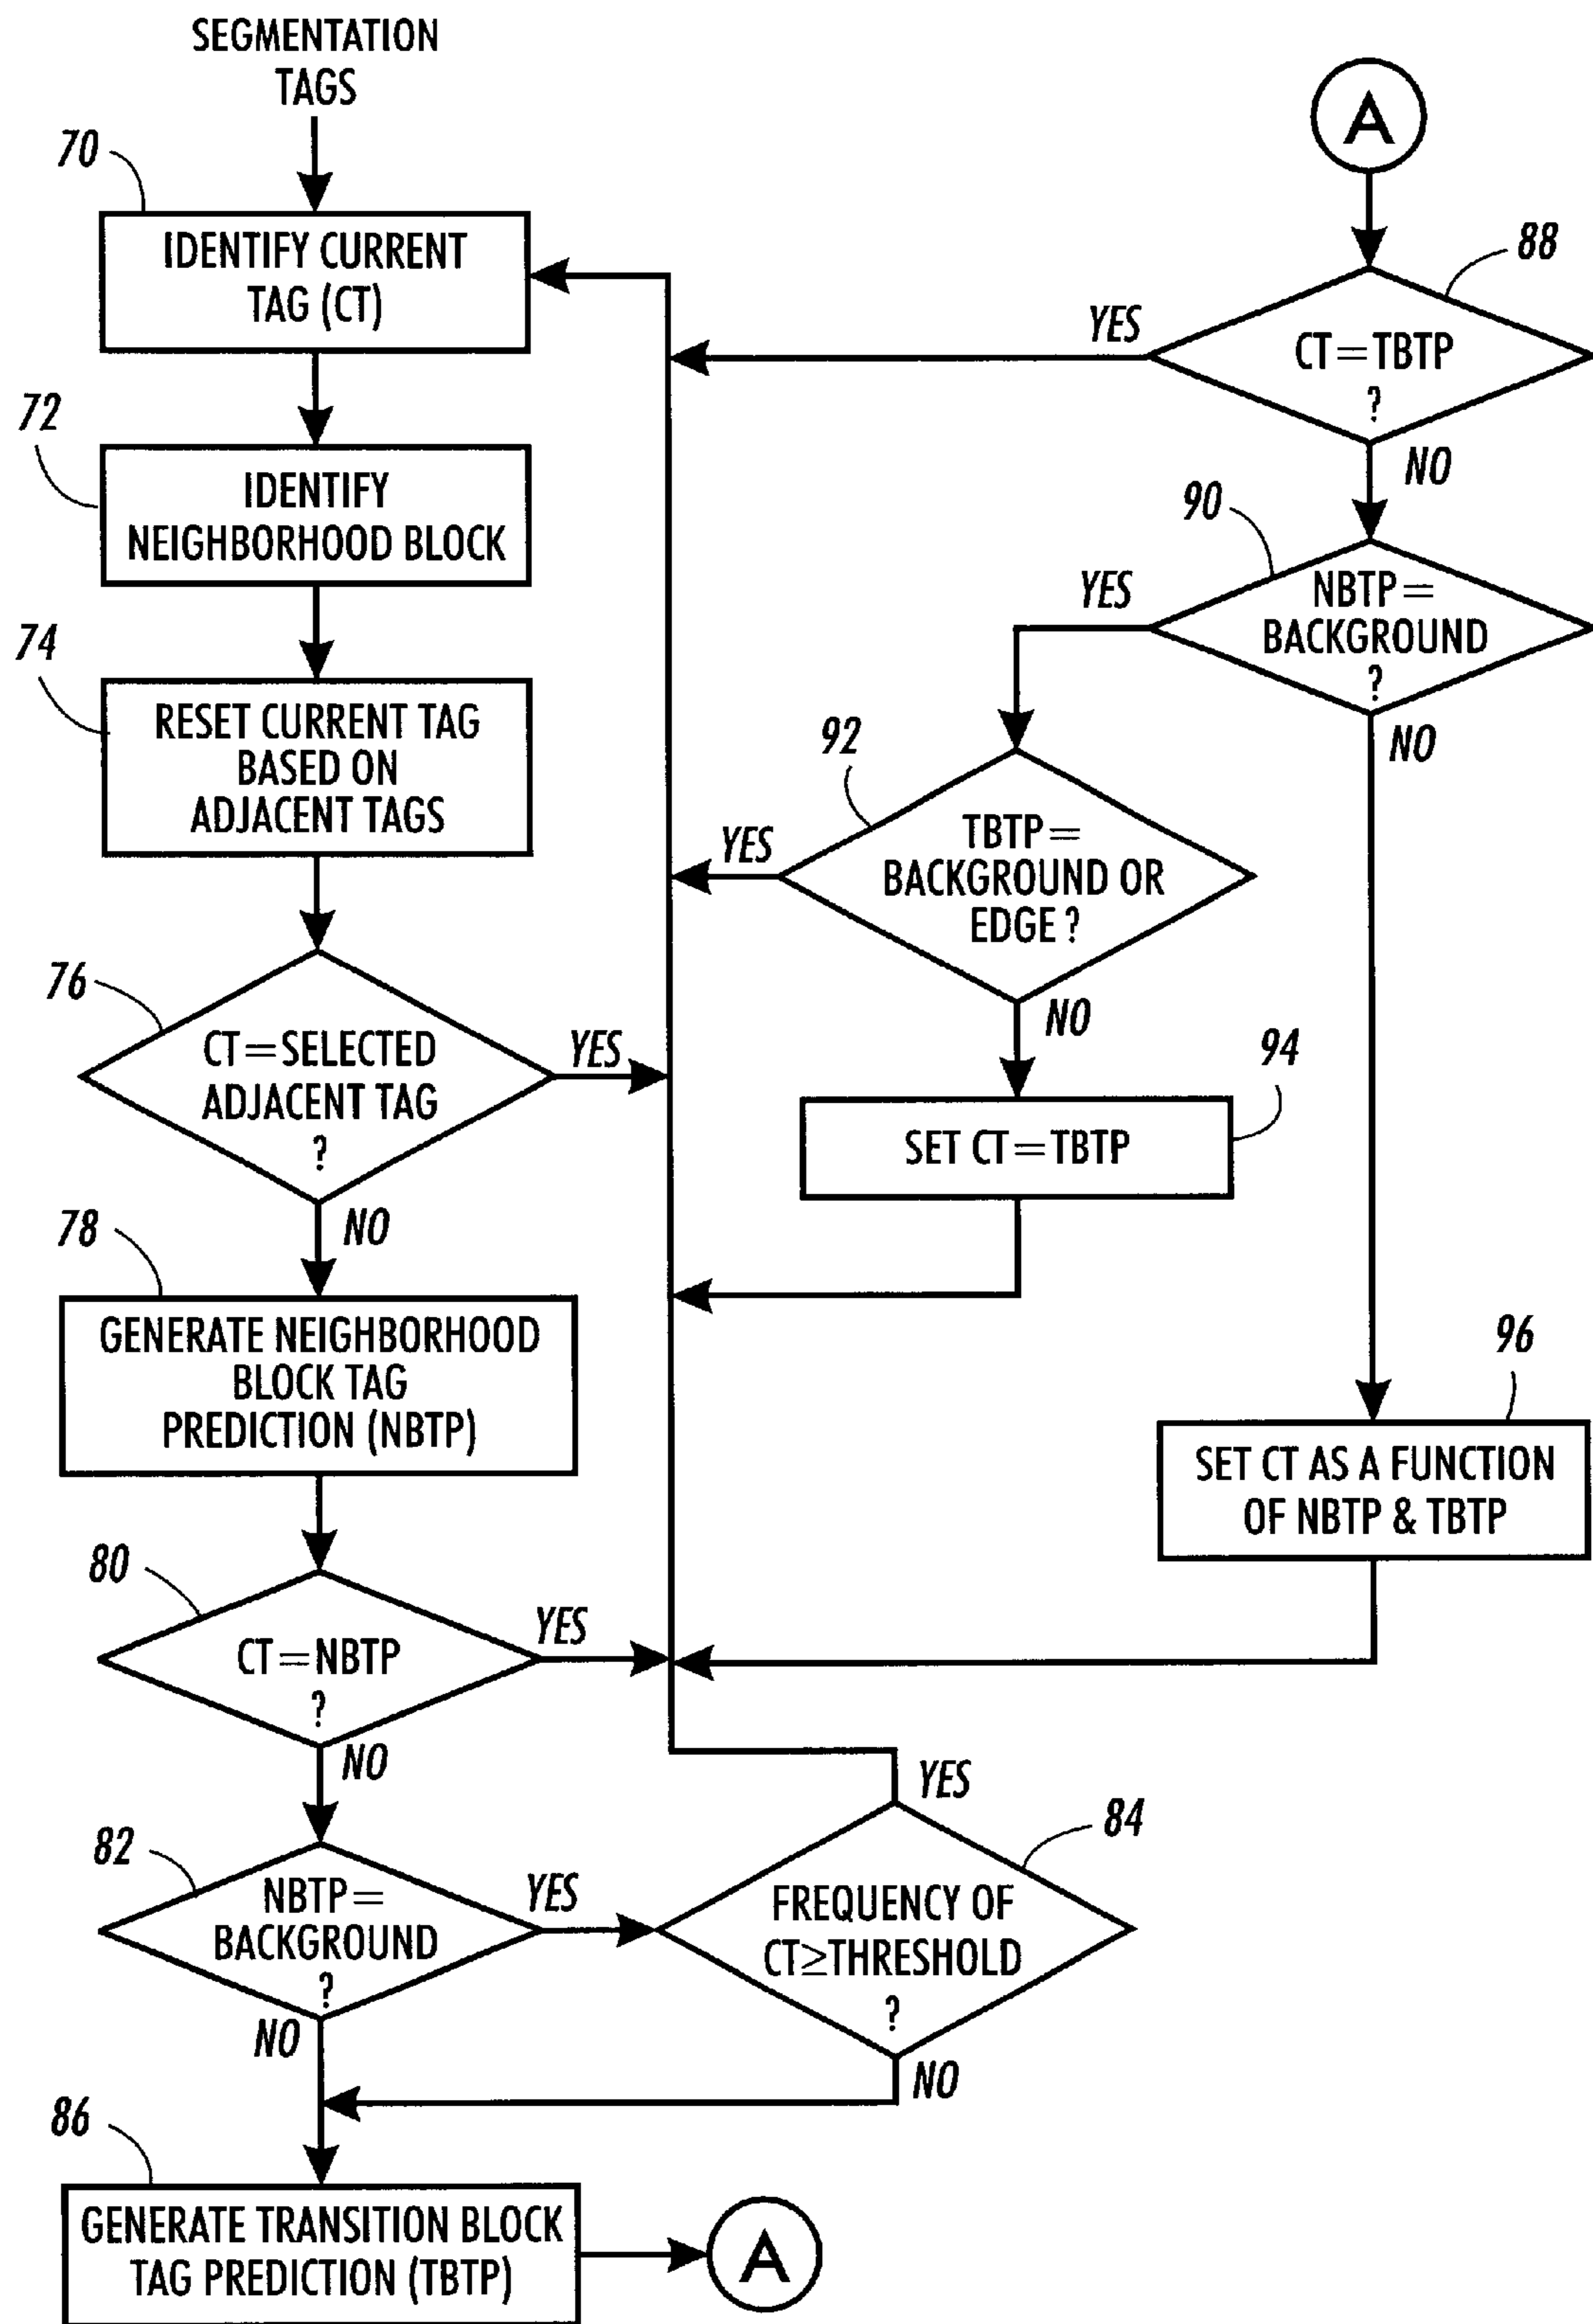 SEGMENTATION
TAGS
70
IDENTIFY CURRENT
TAG (CT)
72
IDENTIFY
NEIGHBORHOOD BLOCK
74
RESET CURRENT TAG
BASED ON
ADJACENT TAGS
76
CT=SELECTED
ADJACENT TAG
?
YES
NO
78
GENERATE NEIGHBORHOOD
BLOCK TAG
PREDICTION (NBTP)
80
CT=NBTP
?
YES
NO
82
NBTP=
BACKGROUND
?
YES
NO
84
FREQUENCY OF
CT≥THRESHOLD
?
YES
NO
86
GENERATE TRANSITION BLOCK
TAG PREDICTION (TBTP)
A
A
88
CT=TBTP
?
YES
NO
90
NBTP=
BACKGROUND
?
YES
NO
92
TBTP=
BACKGROUND OR
EDGE ?
YES
NO
94
SET CT=TBTP
96
SET CT AS A FUNCTION
OF NBTP & TBTP